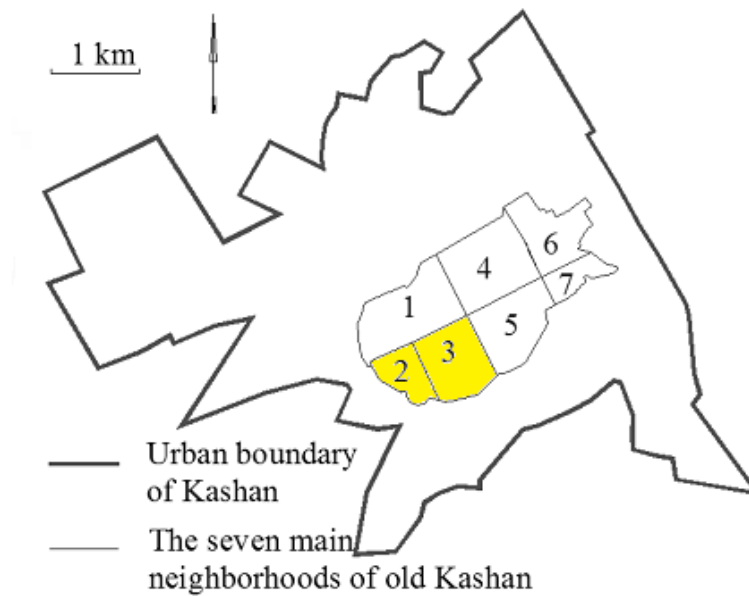 1 km
6
4
7
1
5
3
2
Urban boundary
of Kashan
The seven main
neighborhoods of old Kashan